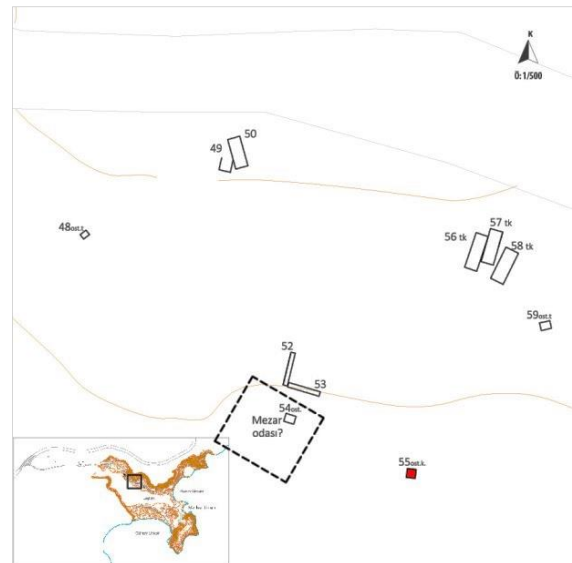 K
Ö:1/500
50
49
48ost.t
57 tk
56 tk
58 tk
59ost.t
52
53
54ost.
Mezar
odası?
55ost.k.